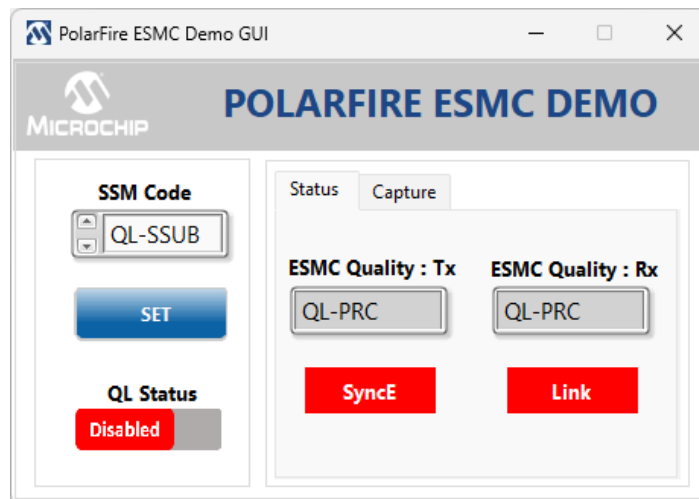 PolarFire ESMC Demo GUI
MICROCHIP
POLARFIRE ESMC DEMO
SSM Code
QL-SSUB
SET
QL Status
Disabled
Status Capture
ESMC Quality : Tx ESMC Quality : Rx
QL-PRC QL-PRC
SyncE Link